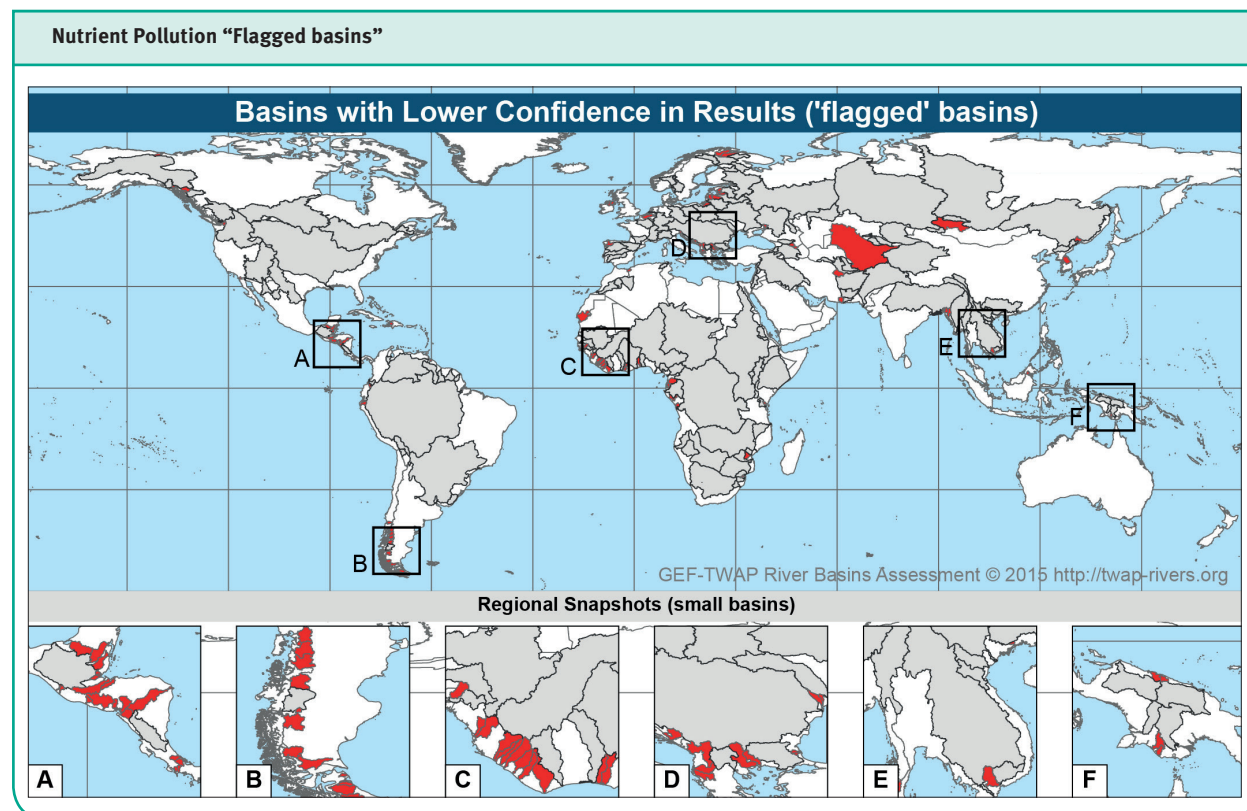 Nutrient Pollution “Flagged basins”
Basins with Lower Confidence in Results ('flagged' basins)
D
A
C
E
F
B
GEF-TWAP River Basins Assessment © 2015 http://twap-rivers.org
Regional Snapshots (small basins)
A
B
C
D
E
F